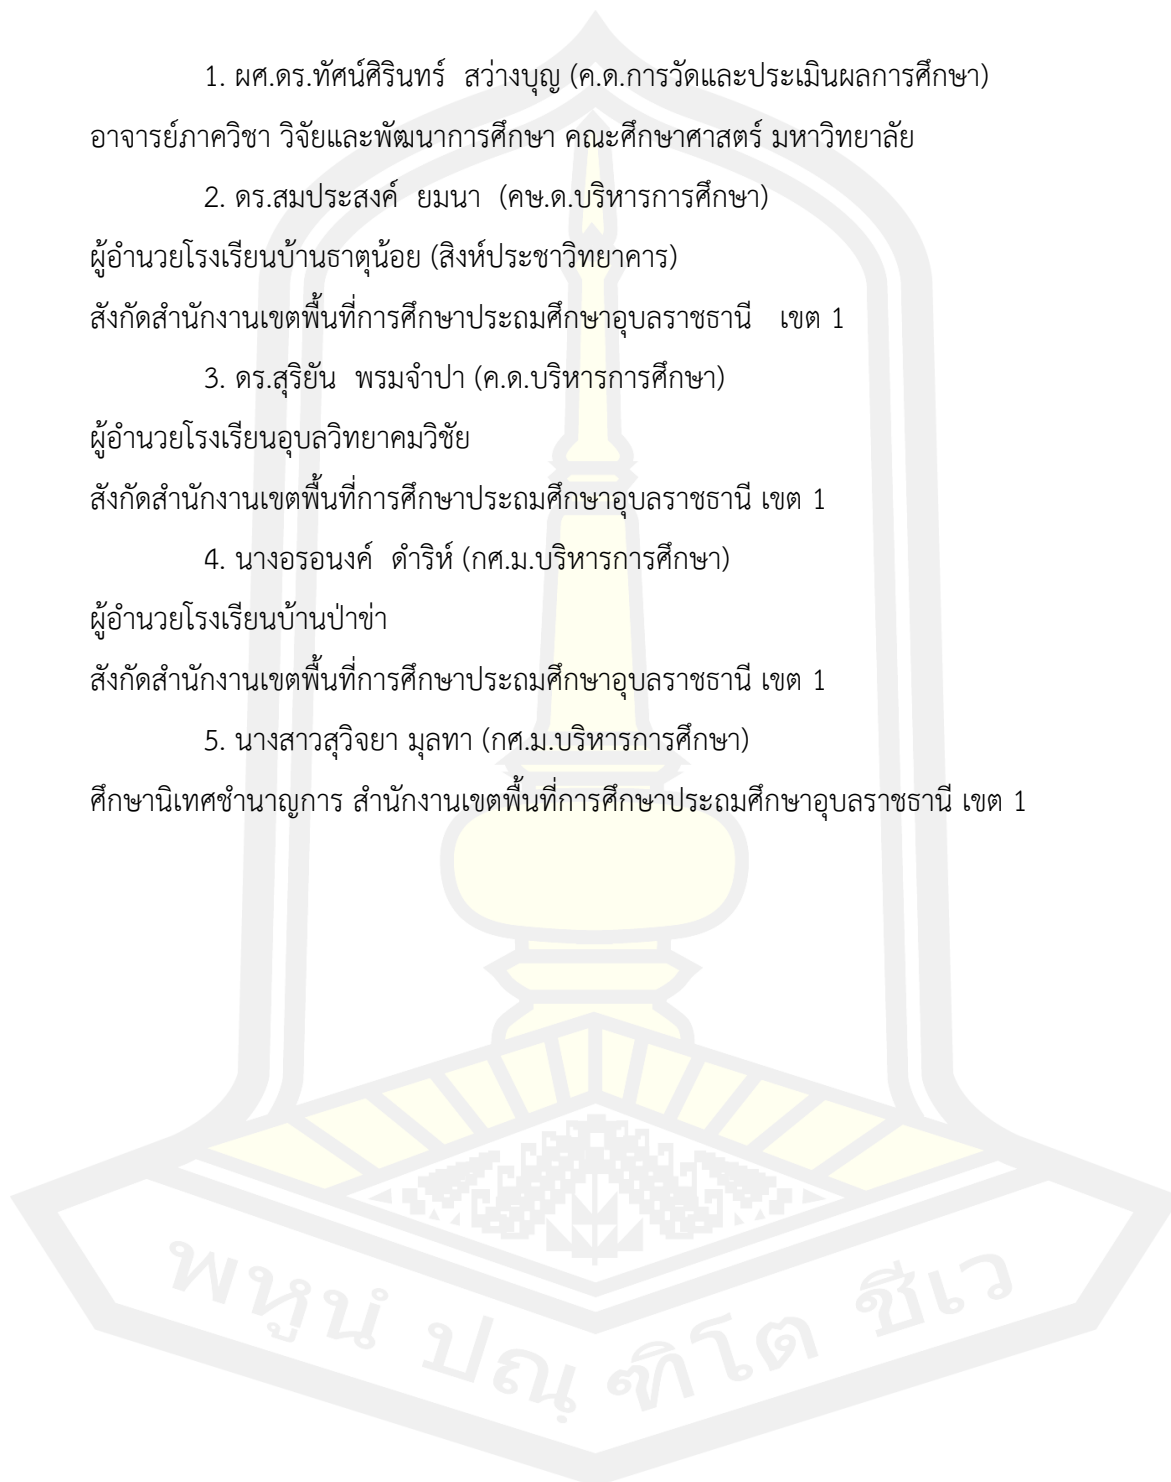 1. ผศ.ดร.ทัศน์ศิรินทร์  สว่างบุญ (ค.ด.การวัดและประเมินผลการศึกษา)
อาจารย์ภาควิชา วิจัยและพัฒนาการศึกษา คณะศึกษาศาสตร์ มหาวิทยาลัย
2. ดร.สมประสงค์  ยมนา  (คษ.ด.บริหารการศึกษา)
ผู้อำนวยโรงเรียนบ้านธาตุน้อย (สิงห์ประชาวิทยาคาร)
สังกัดสำนักงานเขตพื้นที่การศึกษาประถมศึกษาอุบลราชธานี   เขต 1
3. ดร.สุริยัน  พรมจำปา (ค.ด.บริหารการศึกษา)
ผู้อำนวยโรงเรียนอุบลวิทยาคมวิชัย
สังกัดสำนักงานเขตพื้นที่การศึกษาประถมศึกษาอุบลราชธานี เขต 1
4. นางอรอนงค์  ดำริห์ (กศ.ม.บริหารการศึกษา)
ผู้อำนวยโรงเรียนบ้านป่าข่า
สังกัดสำนักงานเขตพื้นที่การศึกษาประถมศึกษาอุบลราชธานี เขต 1
5. นางสาวสุวิจยา มุลทา (กศ.ม.บริหารการศึกษา)
ศึกษานิเทศชำนาญการ สำนักงานเขตพื้นที่การศึกษาประถมศึกษาอุบลราชธานี เขต 1
พหูนํ ปณฺฑิโต ชีเว